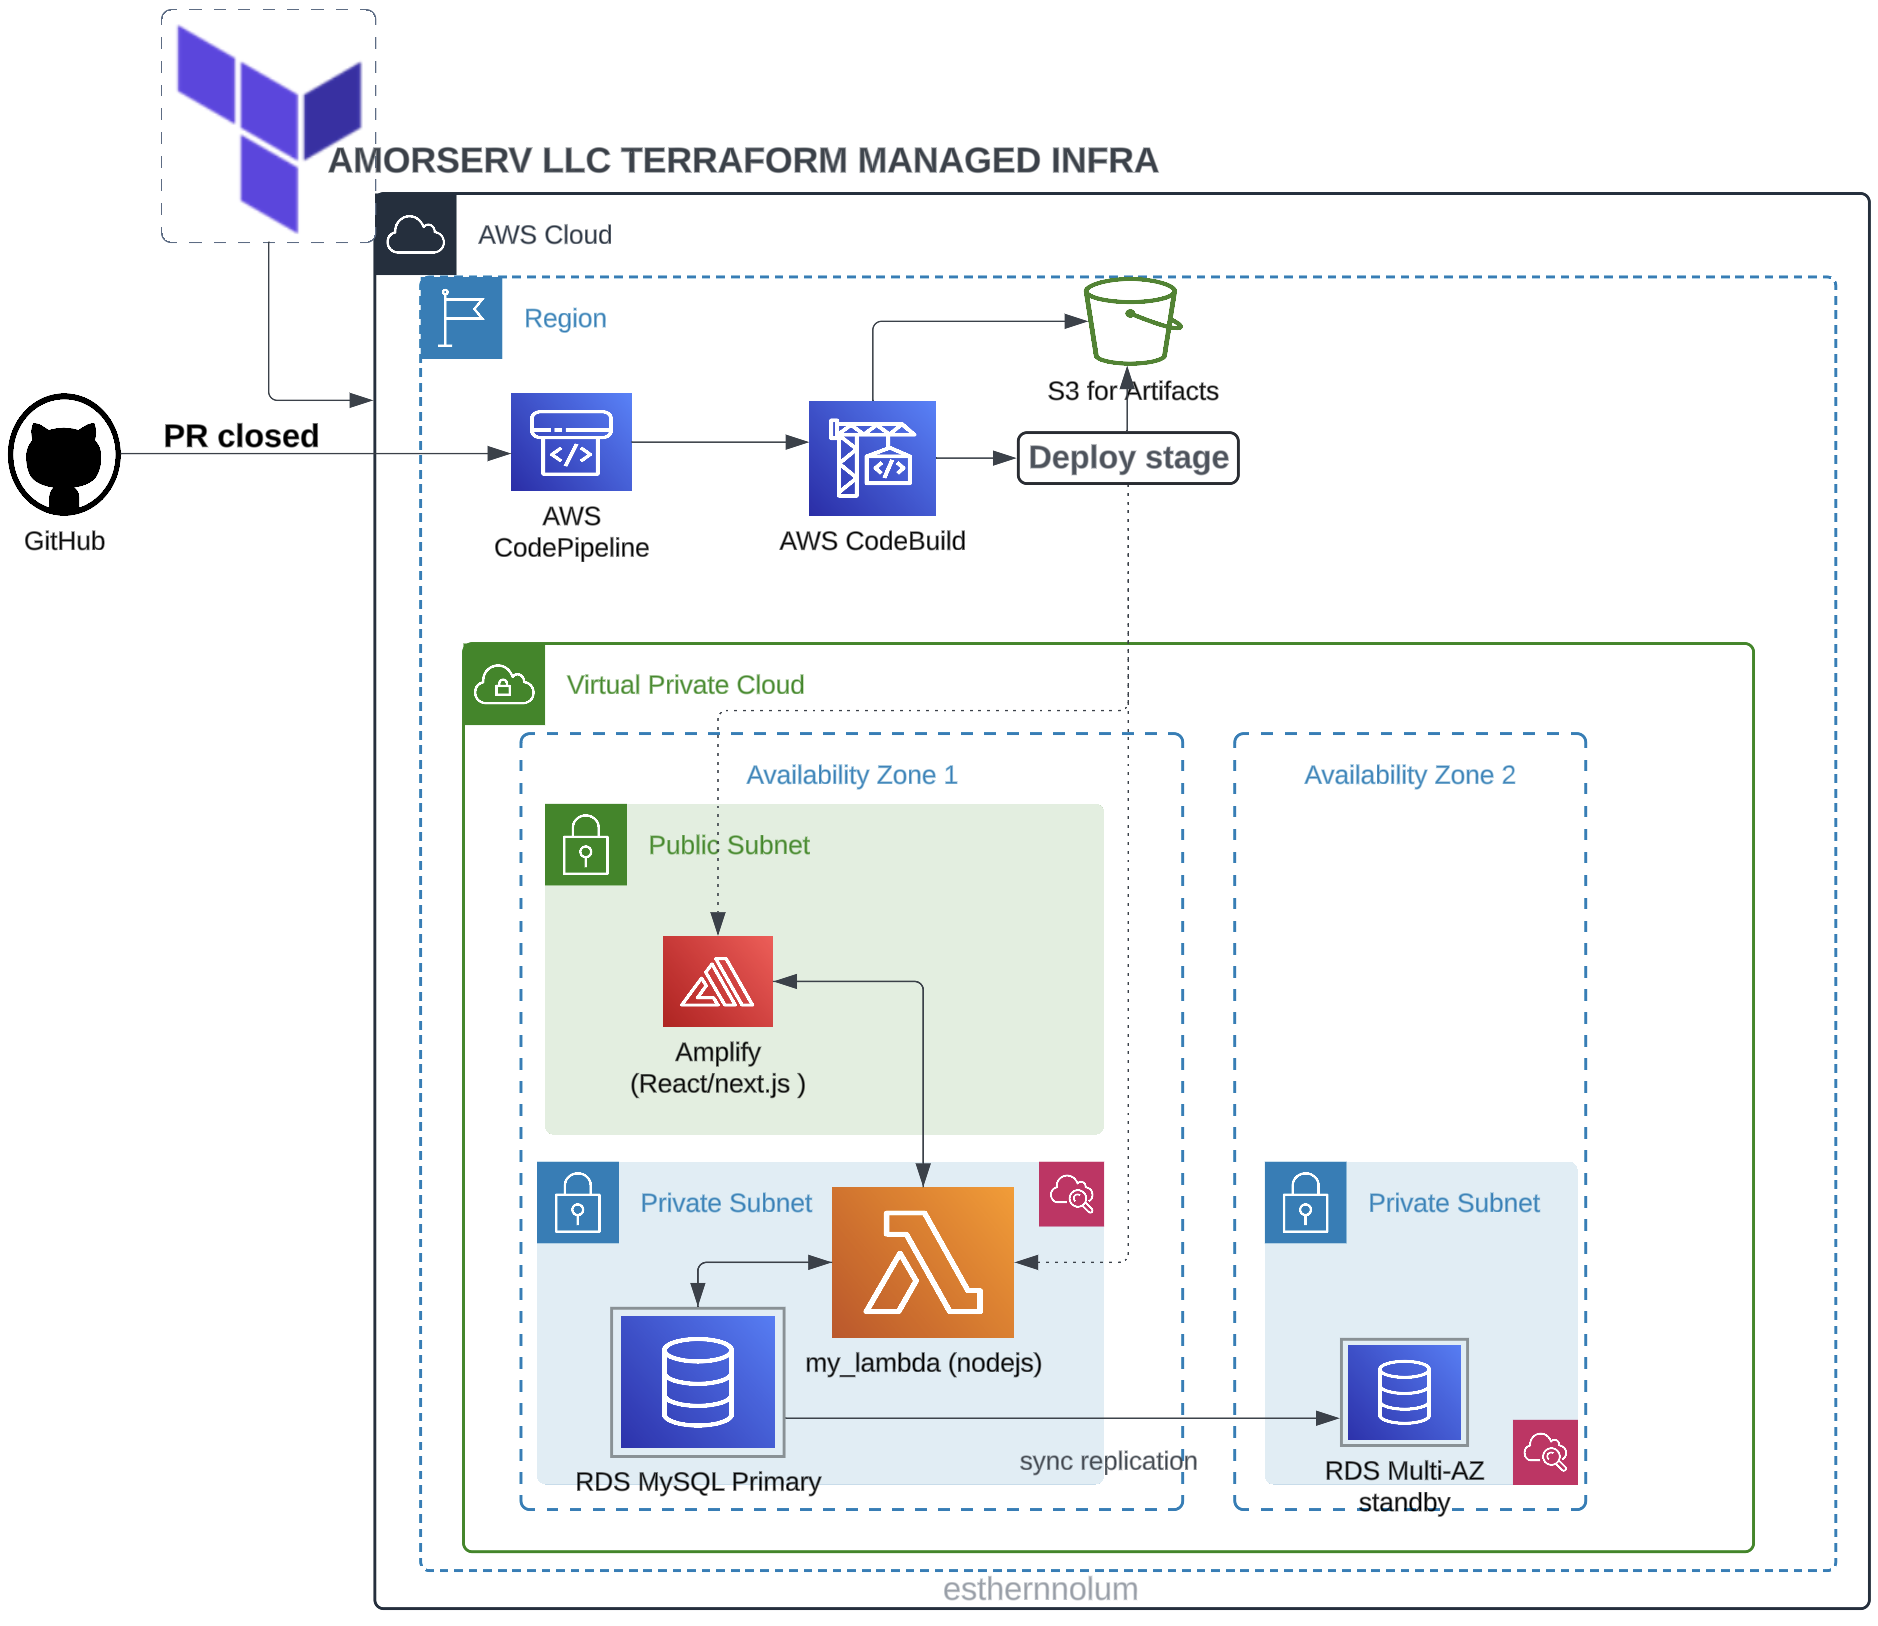 AMORSERV LLC TERRAFORM MANAGED INFRA
AWS Cloud
Region
S3 for Artifacts
PR closed
Deploy stage
GitHub
AWS
CodePipeline
AWS CodeBuild
Virtual Private Cloud
Availability Zone 1
Availability Zone 2
Public Subnet
Amplify
(React/next.js )
Private Subnet
Private Subnet
my_lambda (nodejs)
sync replication
RDS MySQL Primary
RDS Multi-AZ
standby
esthernnolum